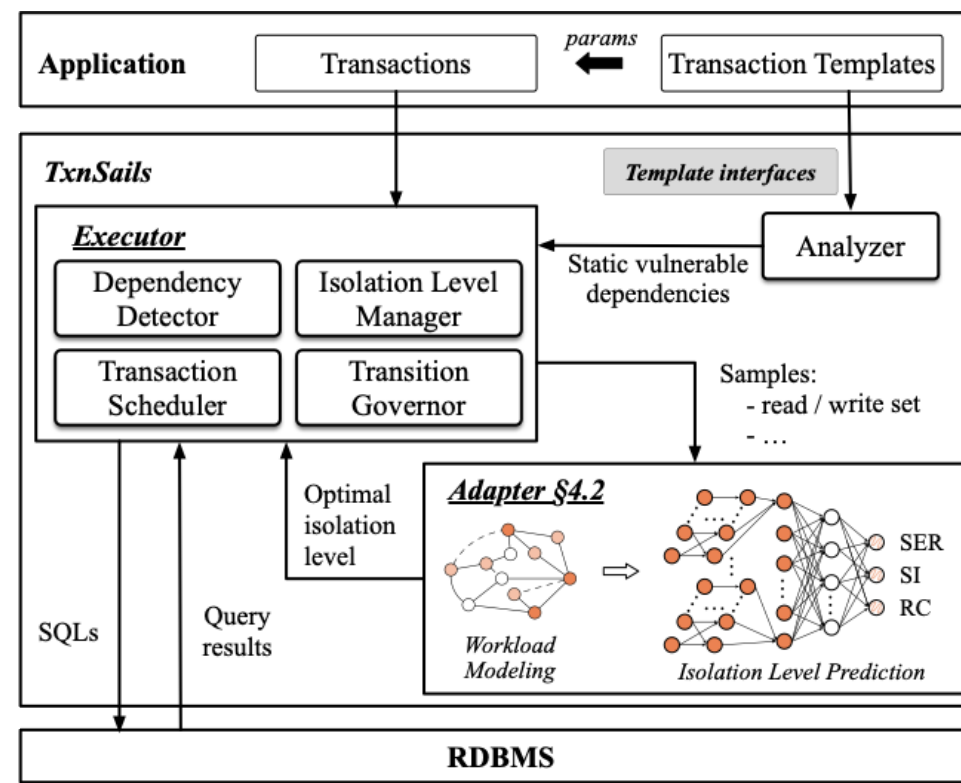 params
Application
Transactions
Transaction Templates
TxnSails
Template interfaces
Executor
Analyzer
Static vulnerable
dependencies
Dependency
Detector
Isolation Level
Manager
Transaction
Scheduler
Transition
Governor
Samples:
- read / write set
- ...
Optimal
isolation
level
Adapter §4.2
SER
SI
RC
Workload
Modeling
Isolation Level Prediction
SQLs
Query
results
RDBMS